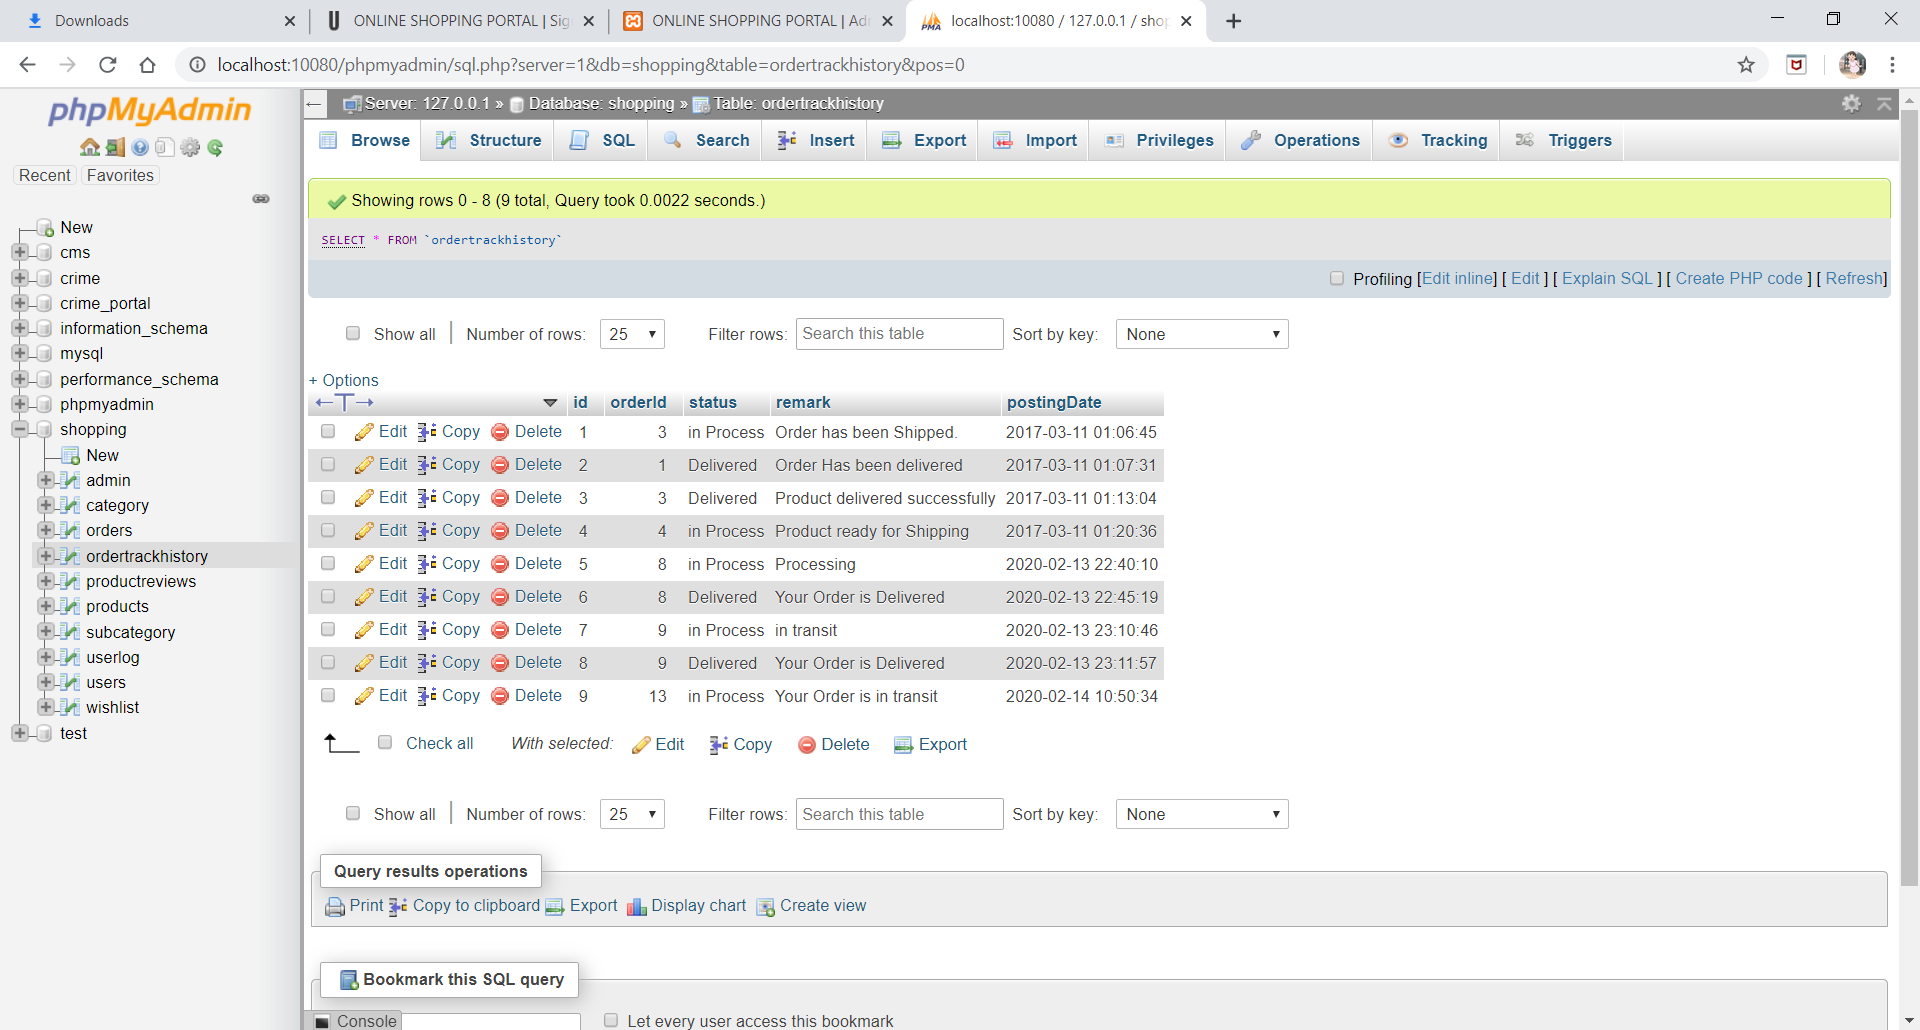 Downloads
ONLINE SHOPPING PORTAL | Sig
ONLINE SHOPPING PORTAL | Adr
localhost:10080 / 127.0.0.1 / shop
localhost:10080/phpmyadmin/sql.php?server=1&db=shopping&table=ordertrackhistory&pos=0
phpMyAdmin
Recent Favorites
New
cms
crime
crime_portal
information_schema
mysql
performance_schema
phpmyadmin
shopping
New
admin
category
orders
ordertrackhistory
productreviews
products
subcategory
userlog
users
wishlist
test
Server: 127.0.0.1 » Database: shopping » Table: ordertrackhistory
Browse Structure SQL Search Insert Export Import Privileges Operations Tracking Triggers
Showing rows 0 - 8 (9 total, Query took 0.0022 seconds.)
SELECT * FROM `ordertrackhistory`
Profiling [Edit inline] [ Edit ] [ Explain SQL ] [ Create PHP code ] [ Refresh]
Show all Number of rows: 25 Filter rows: Search this table Sort by key: None
+ Options
id orderId status remark postingDate
Edit Copy Delete 1 3 in Process Order has been Shipped. 2017-03-11 01:06:45
Edit Copy Delete 2 1 Delivered Order Has been delivered 2017-03-11 01:07:31
Edit Copy Delete 3 3 Delivered Product delivered successfully 2017-03-11 01:13:04
Edit Copy Delete 4 4 in Process Product ready for Shipping 2017-03-11 01:20:36
Edit Copy Delete 5 8 in Process Processing 2020-02-13 22:40:10
Edit Copy Delete 6 8 Delivered Your Order is Delivered 2020-02-13 22:45:19
Edit Copy Delete 7 9 in Process in transit 2020-02-13 23:10:46
Edit Copy Delete 8 9 Delivered Your Order is Delivered 2020-02-13 23:11:57
Edit Copy Delete 9 13 in Process Your Order is in transit 2020-02-14 10:50:34
Check all With selected: Edit Copy Delete Export
Show all Number of rows: 25 Filter rows: Search this table Sort by key: None
Query results operations
Print Copy to clipboard Export Display chart Create view
Bookmark this SQL query
Console
Let every user access this bookmark